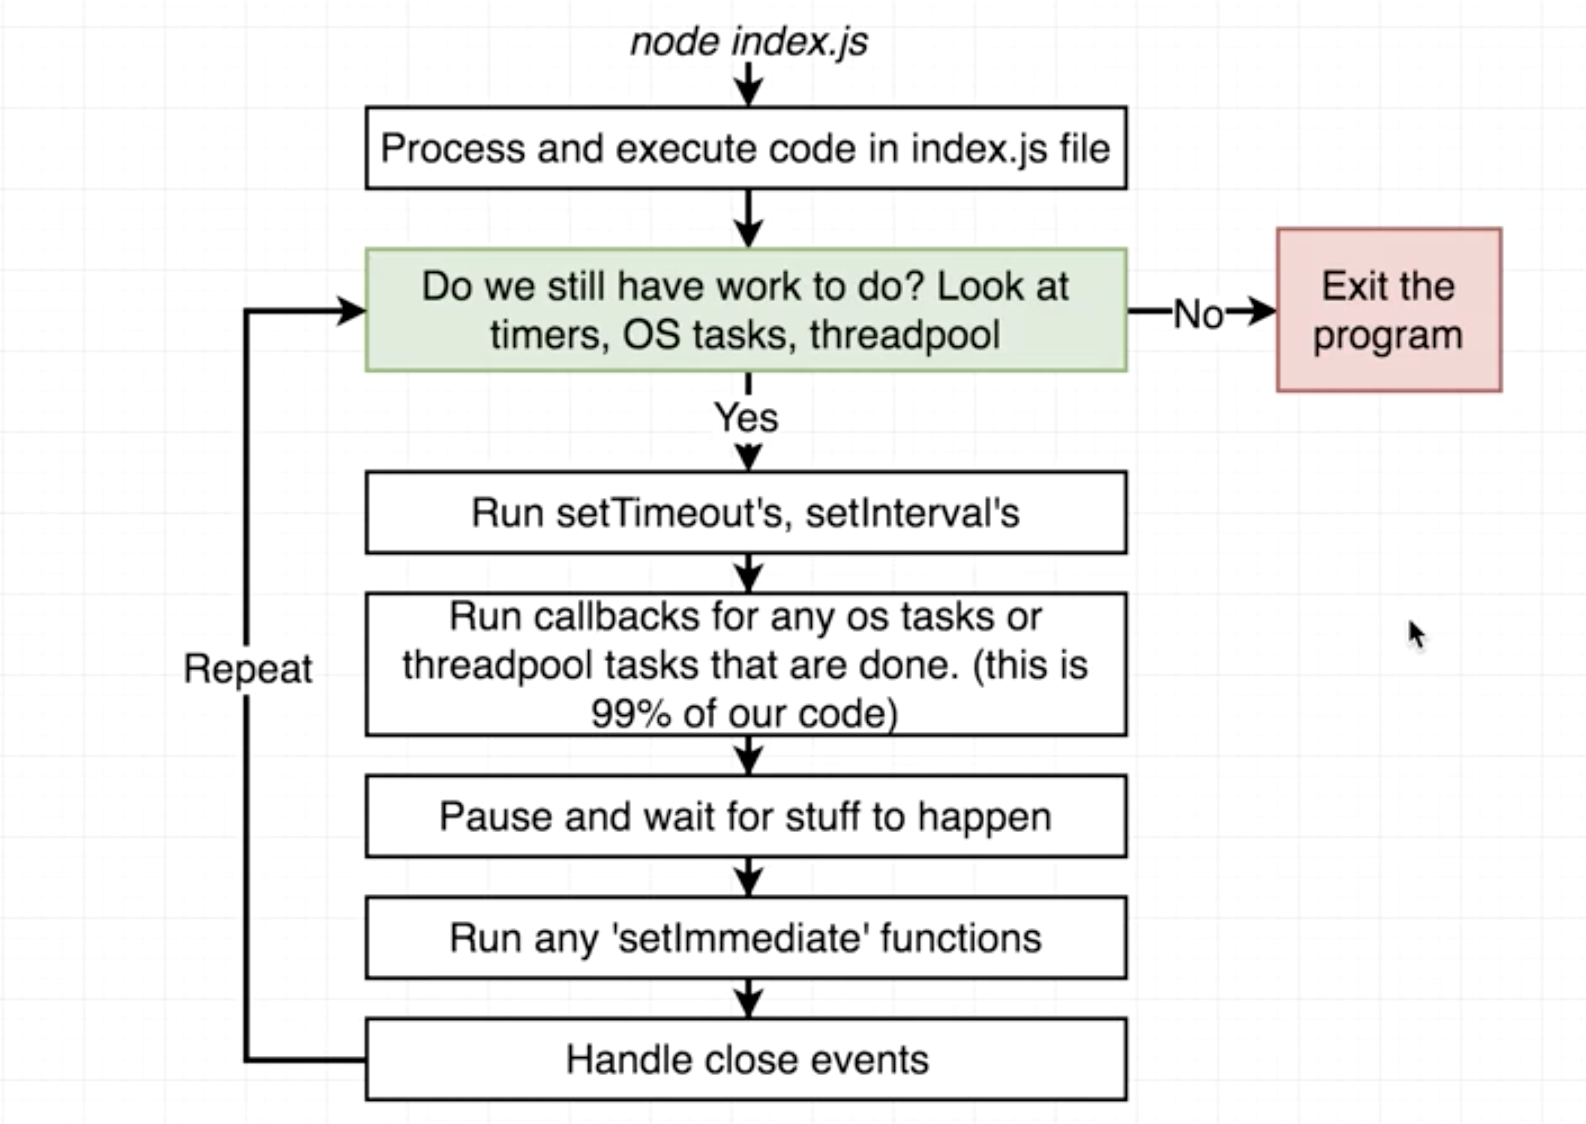 node index.js
Process and execute code in index.js file
Do we still have work to do? Look at
timers, OS tasks, threadpool
No
Exit the
program
Yes
Run setTimeout's, setInterval's
Run callbacks for any os tasks or
threadpool tasks that are done. (this is
99% of our code)
Repeat
Pause and wait for stuff to happen
Run any 'setImmediate' functions
Handle close events